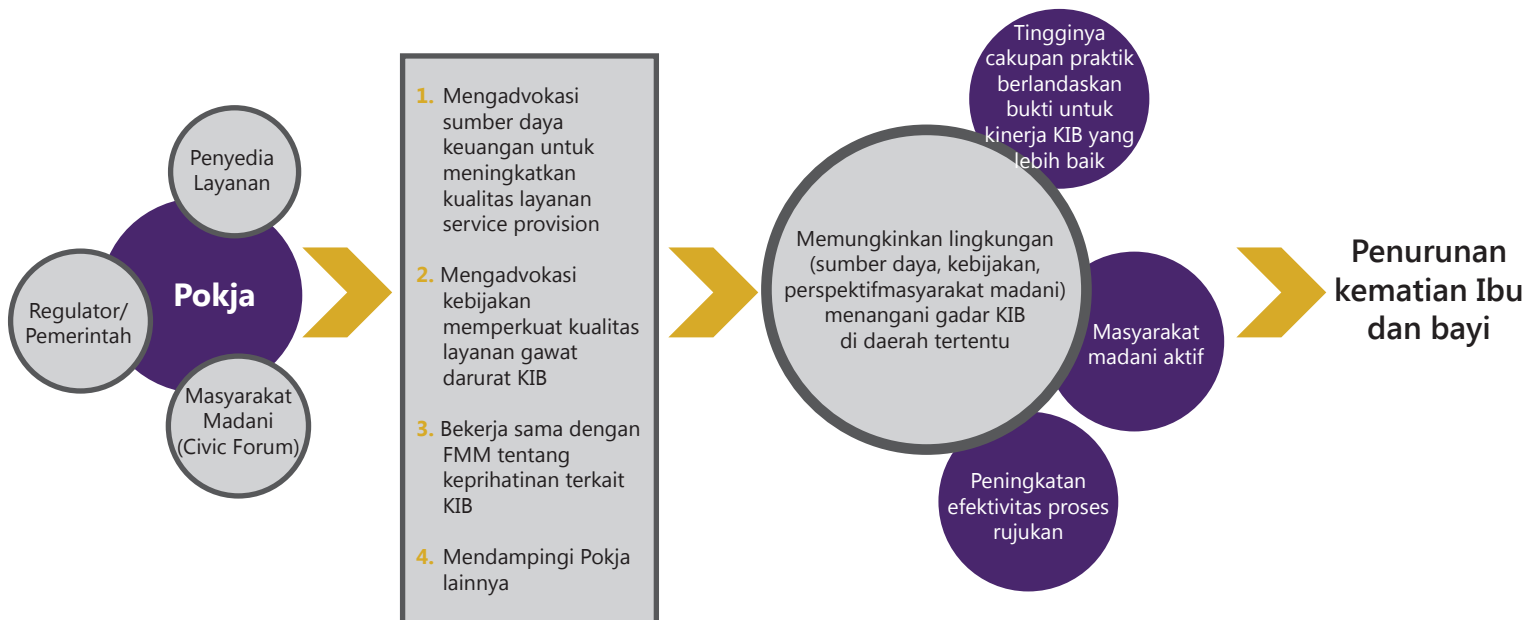 Penyedia
Layanan
Pokja
Regulator/
Pemerintah
Masyarakat
Madani
(Civic Forum)
1. Mengadvokasi
sumber daya
keuangan untuk
meningkatkan
kualitas layanan
service provision
2. Mengadvokasi
kebijakan
memperkuat kualitas
layanan gawat
darurat KIB
3. Bekerja sama dengan
FMM tentang
keprihatinan terkait
KIB
4. Mendampingi Pokja
lainnya
Memungkinkan lingkungan
(sumber daya, kebijakan,
perspektifmasyarakat madani)
menangani gadar KIB
di daerah tertentu
Tingginya
cakupan praktik
berlandaskan
bukti untuk
kinerja KIB yang
lebih baik
Masyarakat
madani aktif
Peningkatan
efektivitas proses
rujukan
Penurunan
kematian Ibu
dan bayi